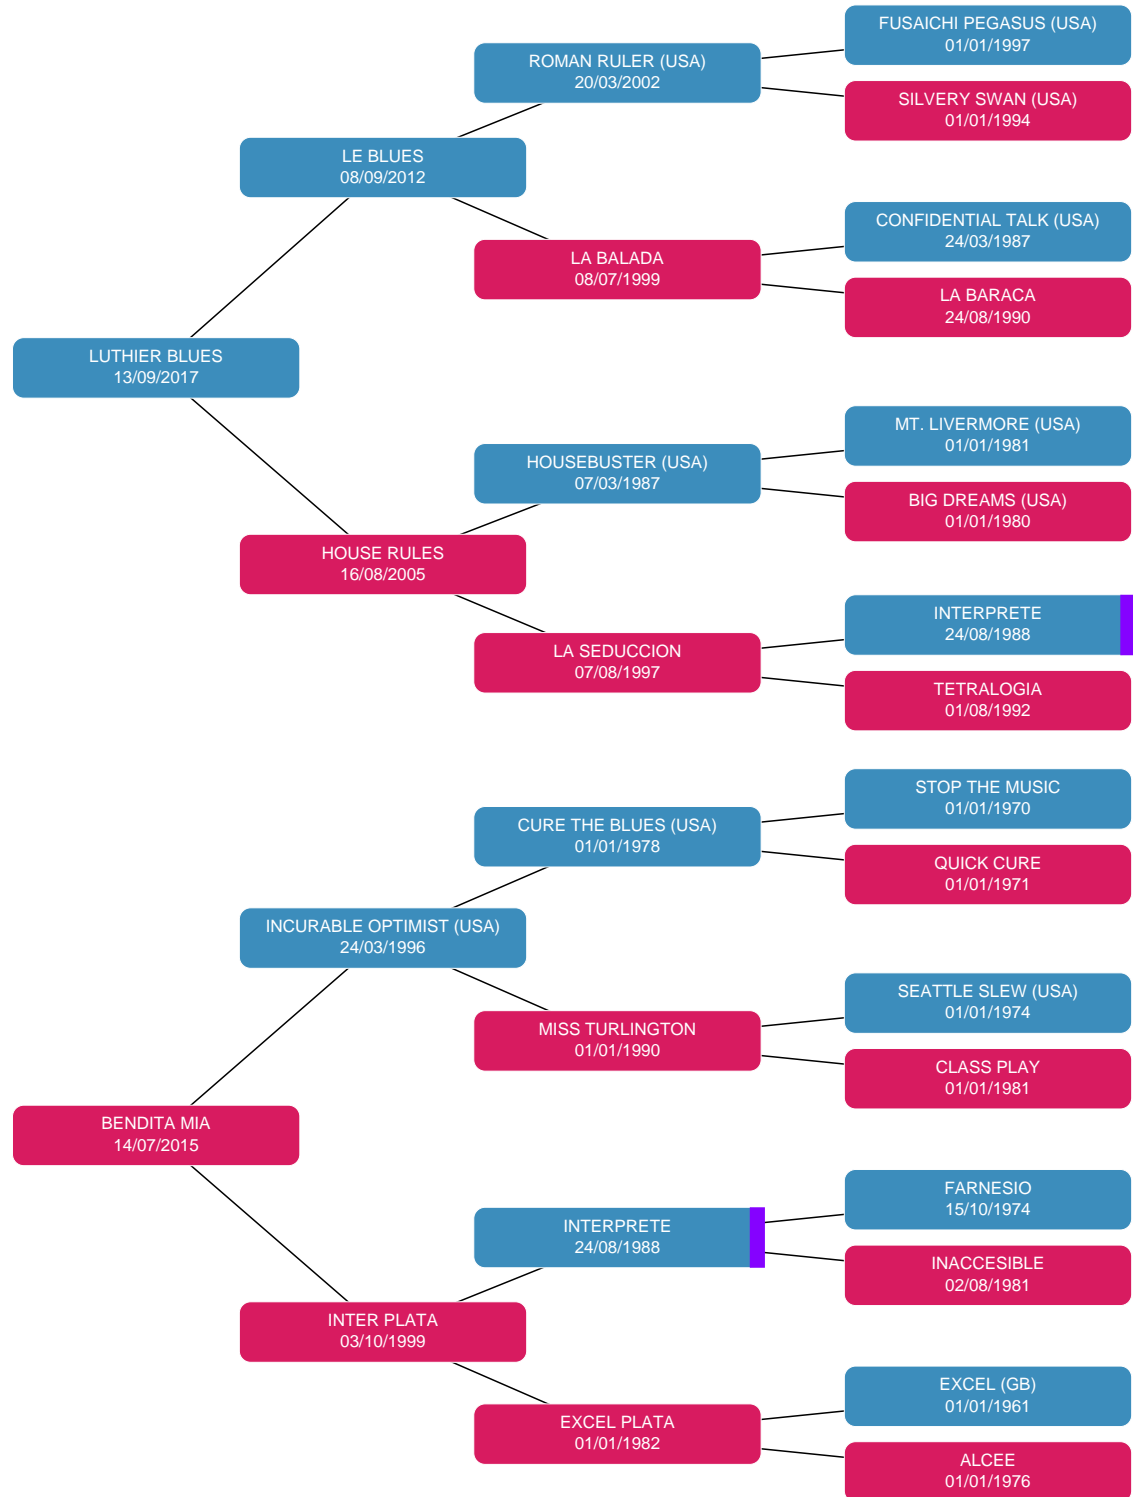 FUSAICHI PEGASUS (USA)
01/01/1997
ROMAN RULER (USA)
20/03/2002
SILVERY SWAN (USA)
01/01/1994
LE BLUES
08/09/2012
CONFIDENTIAL TALK (USA)
24/03/1987
LA BALADA
08/07/1999
LA BARACA
24/08/1990
LUTHIER BLUES
13/09/2017
MT. LIVERMORE (USA)
01/01/1981
HOUSEBUSTER (USA)
07/03/1987
BIG DREAMS (USA)
01/01/1980
HOUSE RULES
16/08/2005
INTERPRETE
24/08/1988
LA SEDUCCION
07/08/1997
TETRALOGIA
01/08/1992
STOP THE MUSIC
01/01/1970
CURE THE BLUES (USA)
01/01/1978
QUICK CURE
01/01/1971
INCURABLE OPTIMIST (USA)
24/03/1996
SEATTLE SLEW (USA)
01/01/1974
MISS TURLINGTON
01/01/1990
CLASS PLAY
01/01/1981
BENDITA MIA
14/07/2015
FARNESIO
15/10/1974
INTERPRETE
24/08/1988
INACCESIBLE
02/08/1981
INTER PLATA
03/10/1999
EXCEL (GB)
01/01/1961
EXCEL PLATA
01/01/1982
ALCEE
01/01/1976